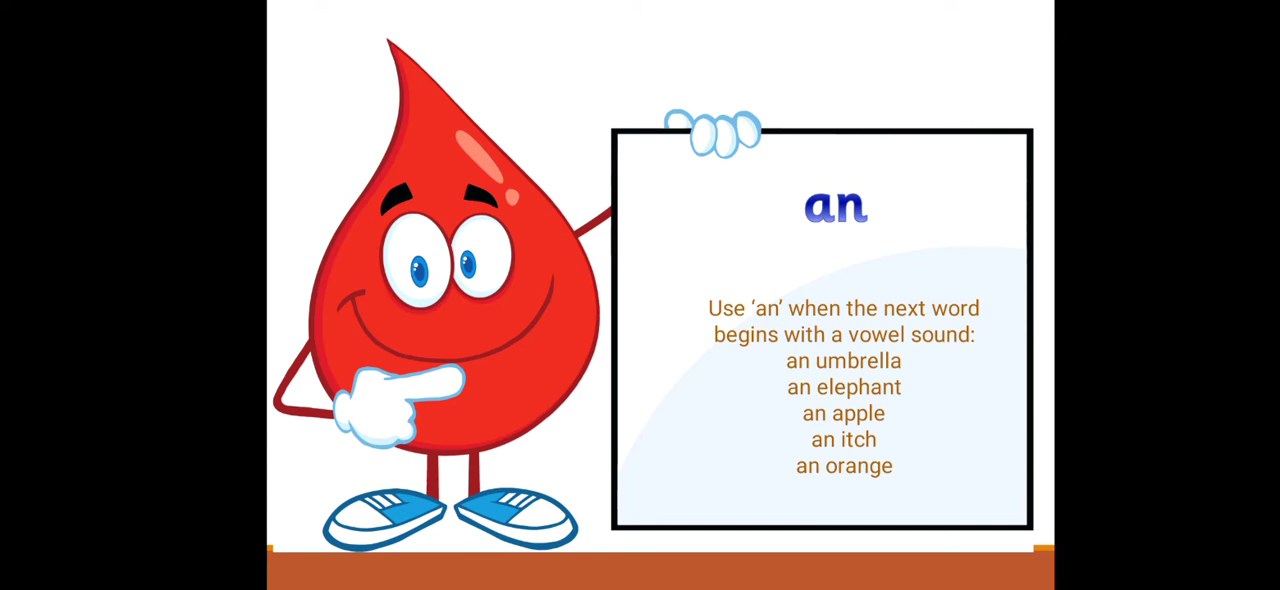 an
Use ‘an’ when the next word
begins with a vowel sound:
an umbrella
an elephant
an apple
an itch
an orange